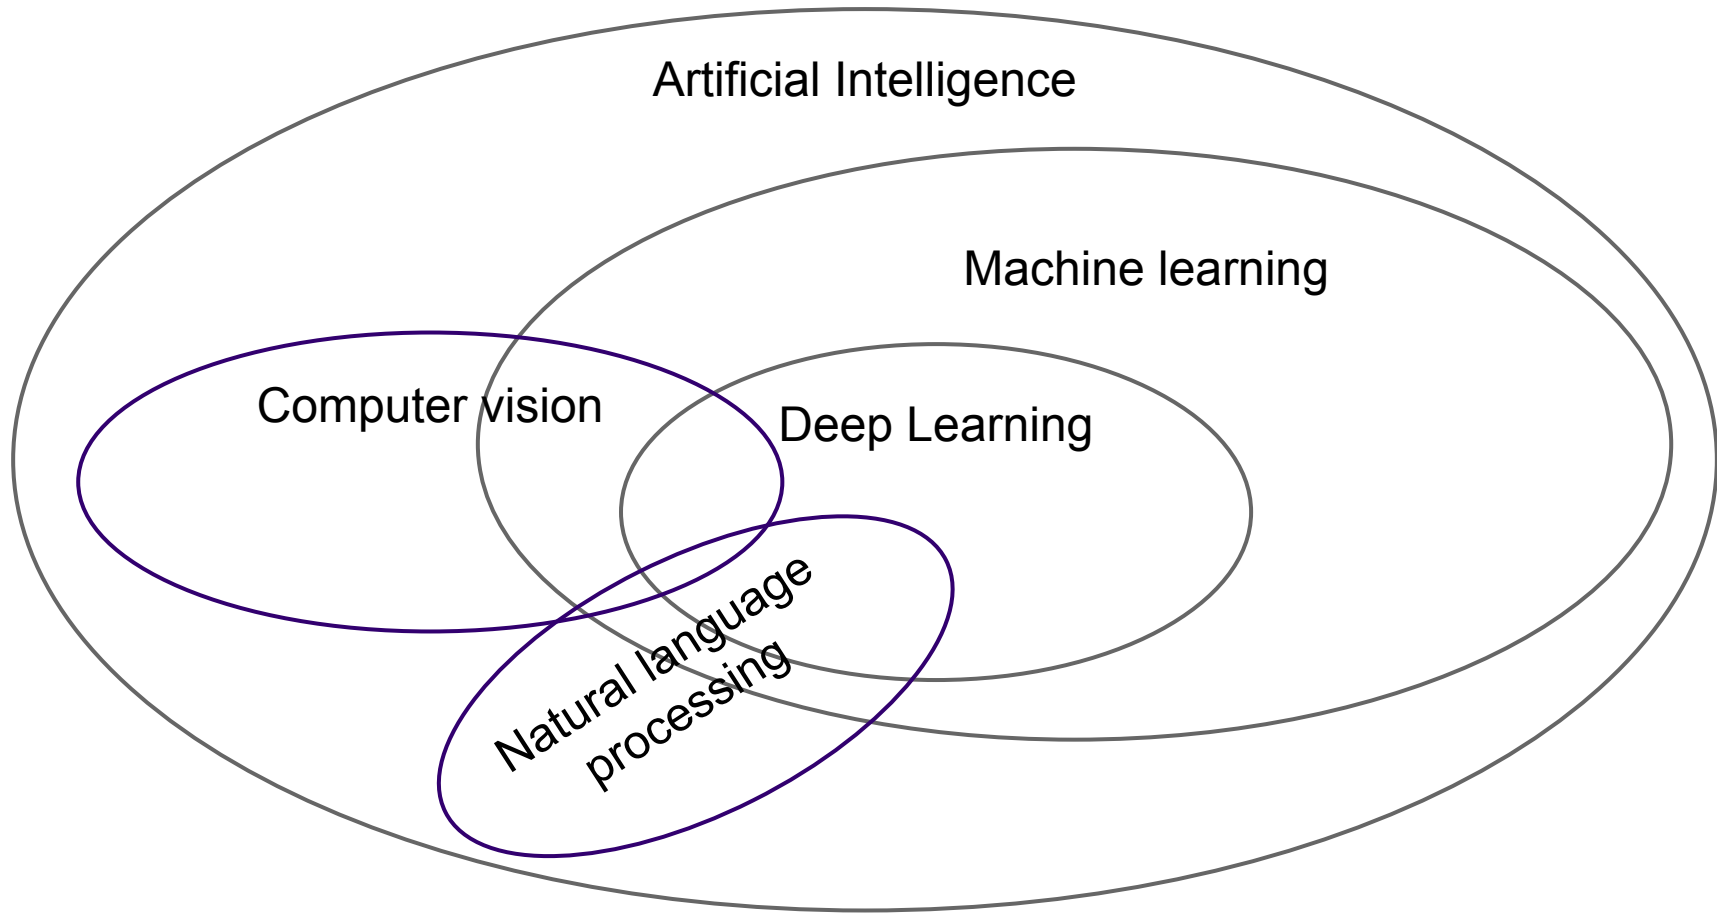 Artificial Intelligence
Machine learning
Computer vision
Deep Learning
Natural language
processing